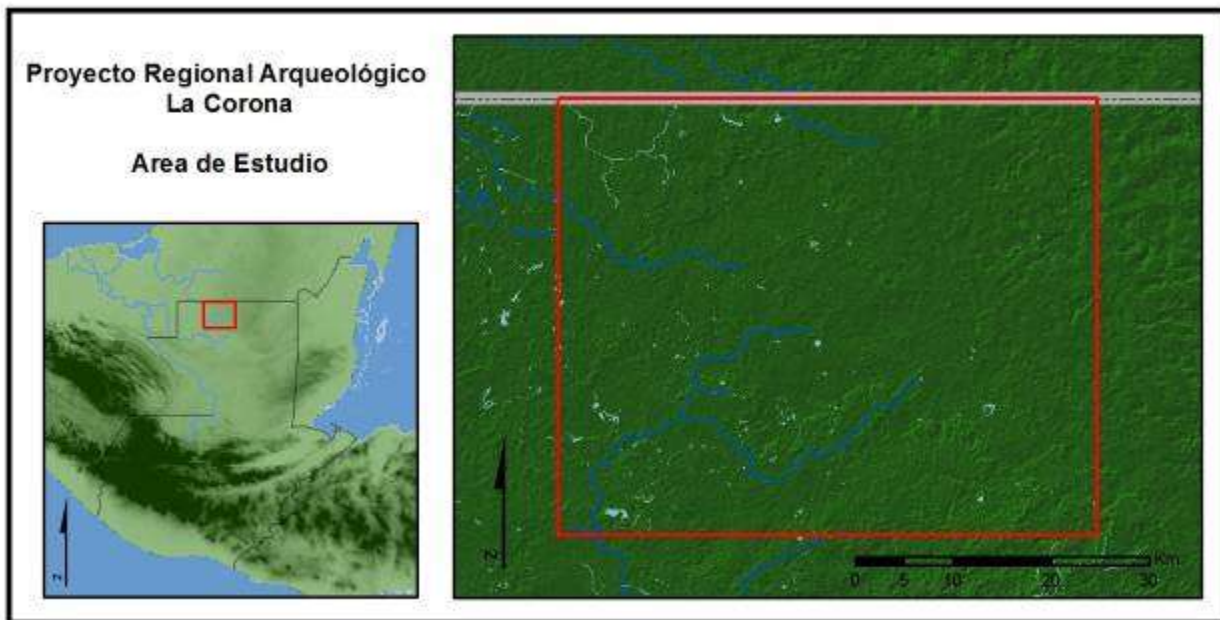 Proyecto Regional Arqueológico
La Corona
Area de Estudio
z
z
Km
0 5 10 20 30